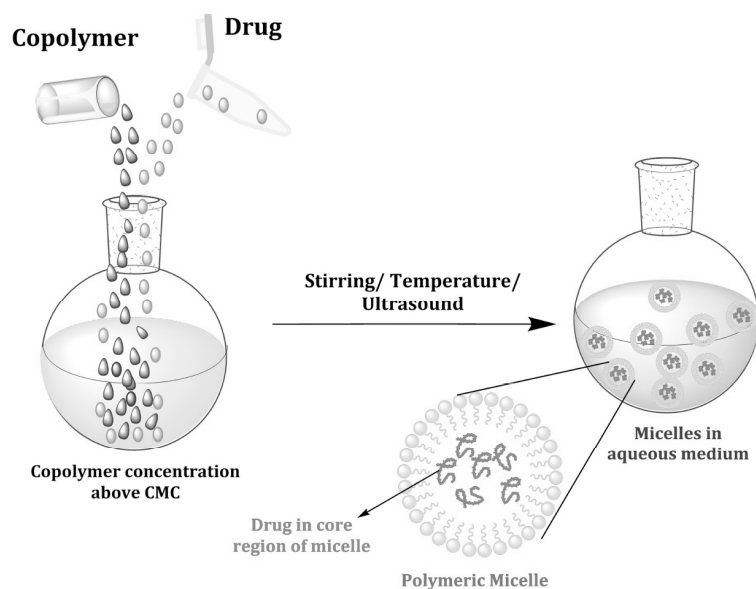 Copolymer
Drug
Stirring/ Temperature/
Ultrasound
Copolymer concentration
above CMC
Micelles in
aqueous medium
Drug in core
region of micelle
Polymeric Micelle